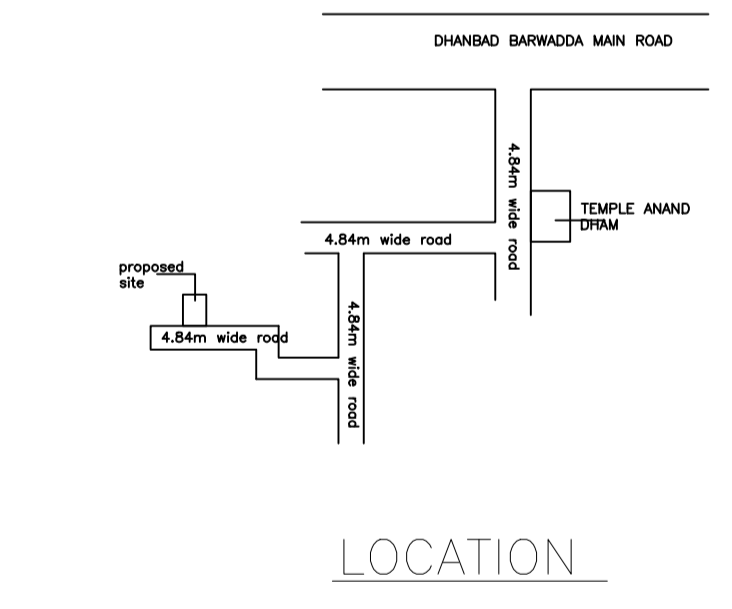 DHANBAD BARWADDA MAIN ROAD
4.84m wide road
TEMPLE ANAND
DHAM
4.84m wide road
proposed
site
4.84m wide road
4.84m wide road
LOCATION